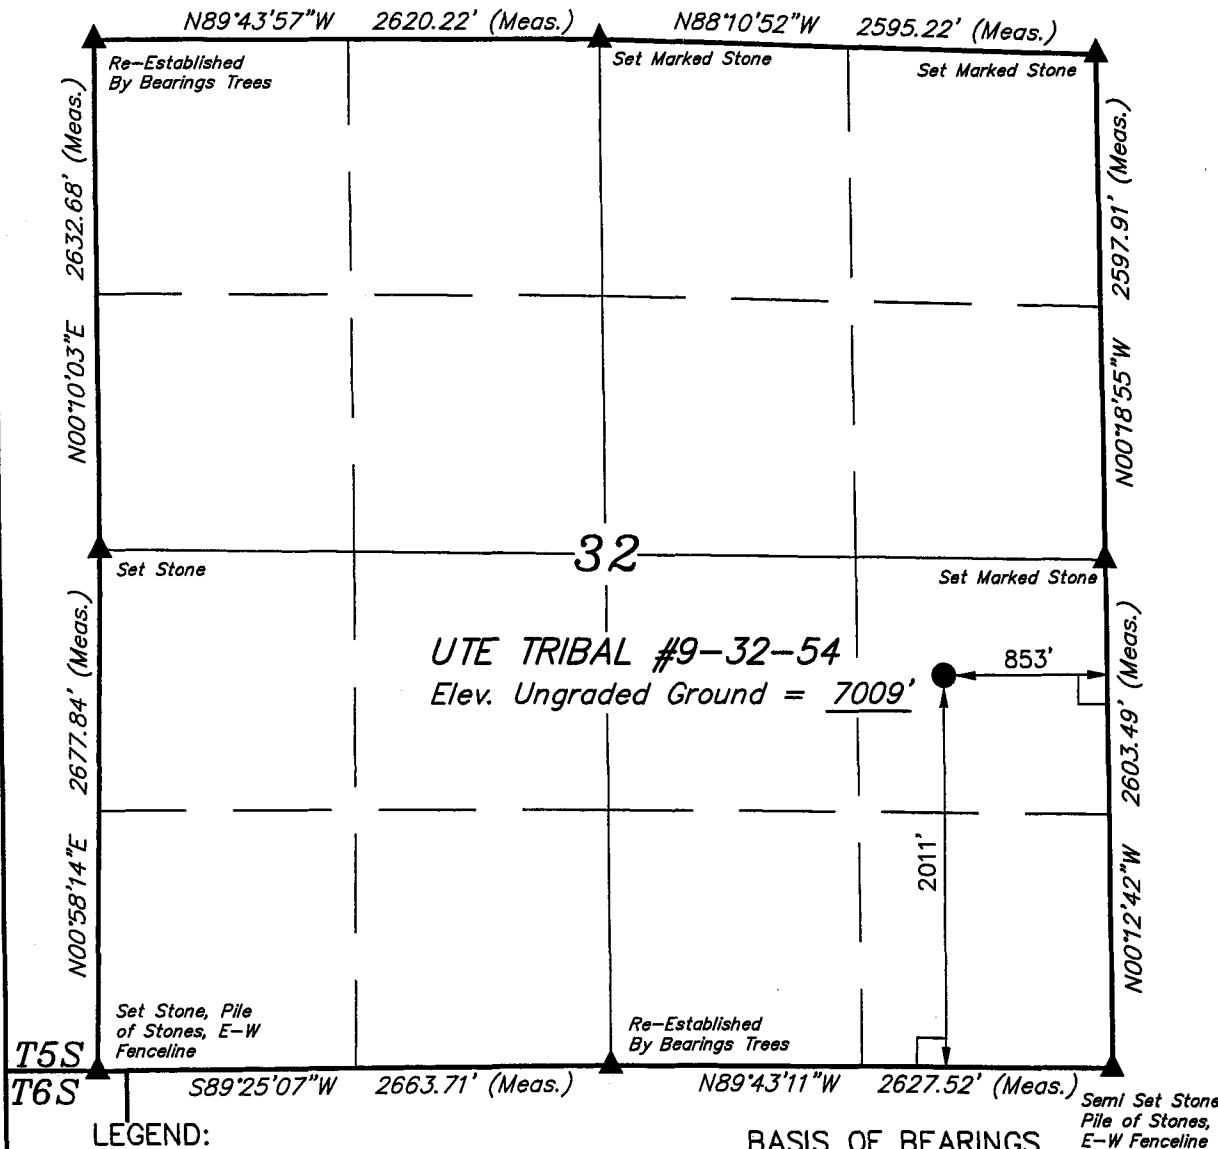 N89°43'57"W 2620.22' (Meas.)
N88°10'52"W 2595.22' (Meas.)
Re-Established
By Bearings Trees
Set Marked Stone
Set Marked Stone
2632.68' (Meas.)
N00°10'03"E
2597.91' (Meas.)
N00°18'55"W
32
Set Stone
Set Marked Stone
UTE TRIBAL #9-32-54
Elev. Ungraded Ground = 7009'
853'
2011'
2677.84' (Meas.)
N00°58'14"E
2603.49' (Meas.)
N00°12'42"W
Set Stone, Pile
of Stones, E-W
Fenceline
Re-Established
By Bearings Trees
T5S
T6S
S89°25'07"W 2663.71' (Meas.)
N89°43'11"W 2627.52' (Meas.)
Semi Set Stone
Pile of Stones,
E-W Fenceline
LEGEND:
BASIS OF BEARINGS